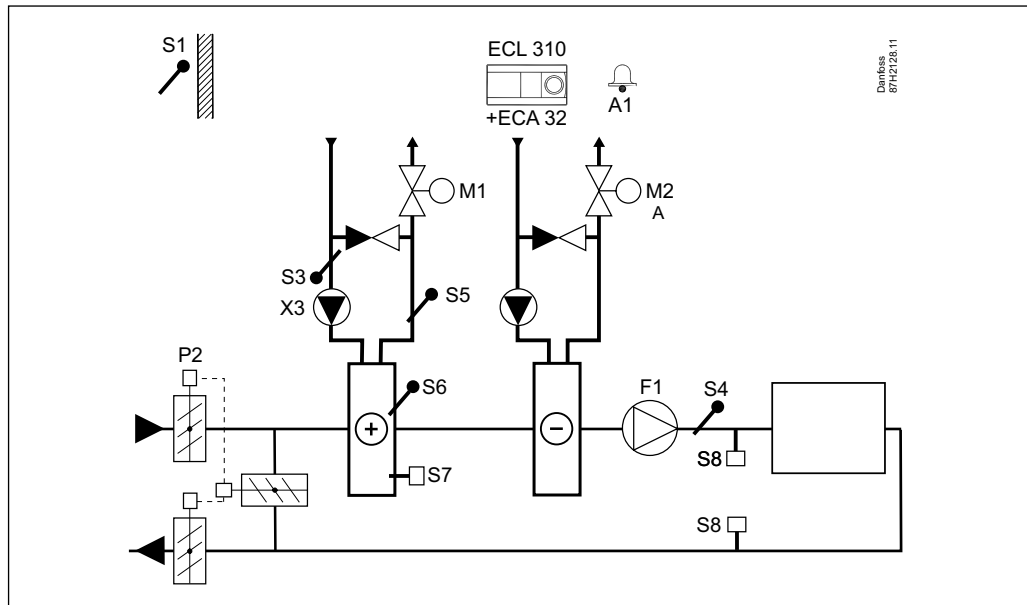 S1
ECL 310
+ECA 32
A1
Danfoss
87H2128.11
M1
M2
A
S3
S5
X3
P2
S6
F1
S4
+
−
S7
S8
S8